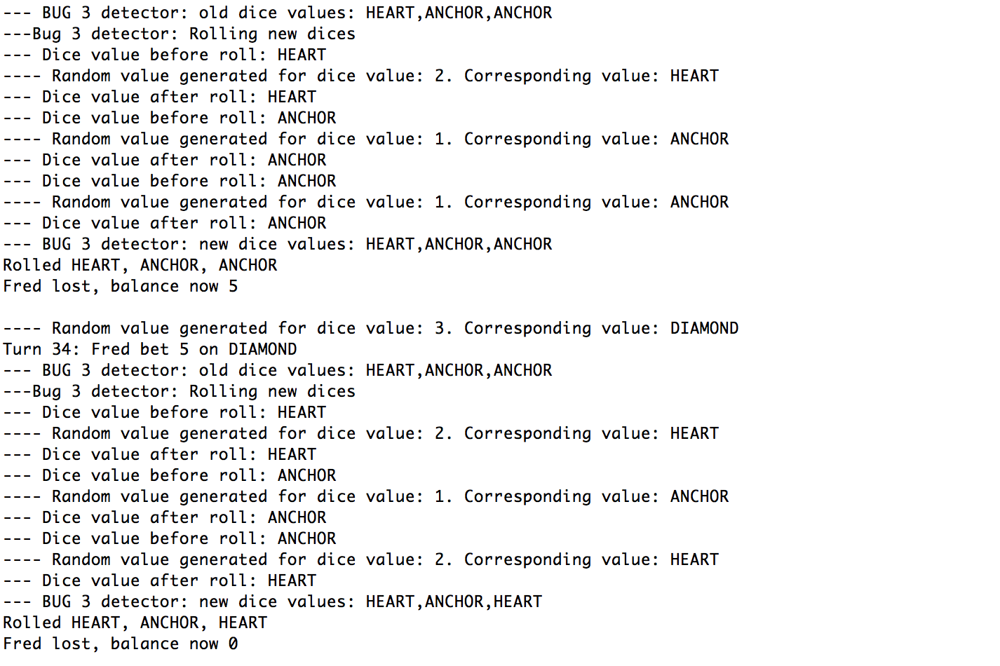 --- BUG 3 detector: old dice values: HEART,ANCHOR,ANCHOR
---Bug 3 detector: Rolling new dices
--- Dice value before roll: HEART
---- Random value generated for dice value: 2. Corresponding value: HEART
--- Dice value after roll: HEART
--- Dice value before roll: ANCHOR
---- Random value generated for dice value: 1. Corresponding value: ANCHOR
--- Dice value after roll: ANCHOR
--- Dice value before roll: ANCHOR
---- Random value generated for dice value: 1. Corresponding value: ANCHOR
--- Dice value after roll: ANCHOR
--- BUG 3 detector: new dice values: HEART,ANCHOR,ANCHOR
Rolled HEART, ANCHOR, ANCHOR
Fred lost, balance now 5

---- Random value generated for dice value: 3. Corresponding value: DIAMOND
Turn 34: Fred bet 5 on DIAMOND
--- BUG 3 detector: old dice values: HEART,ANCHOR,ANCHOR
---Bug 3 detector: Rolling new dices
--- Dice value before roll: HEART
---- Random value generated for dice value: 2. Corresponding value: HEART
--- Dice value after roll: HEART
--- Dice value before roll: ANCHOR
---- Random value generated for dice value: 1. Corresponding value: ANCHOR
--- Dice value after roll: ANCHOR
--- Dice value before roll: ANCHOR
---- Random value generated for dice value: 2. Corresponding value: HEART
--- Dice value after roll: HEART
--- BUG 3 detector: new dice values: HEART,ANCHOR,HEART
Rolled HEART, ANCHOR, HEART
Fred lost, balance now 0